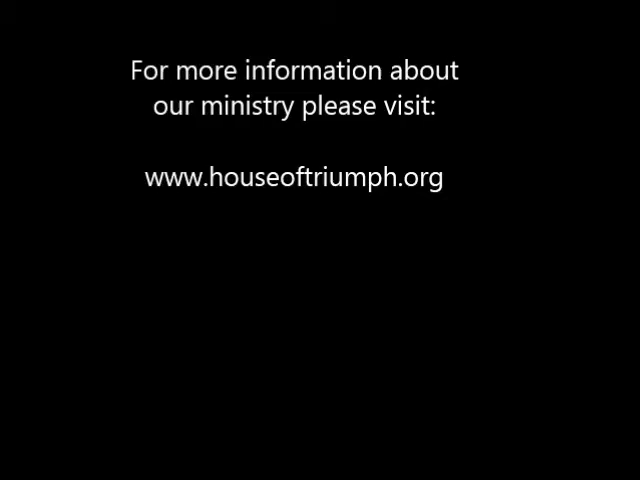 For more information about
our ministry please visit:
www.houseoftriumph.org